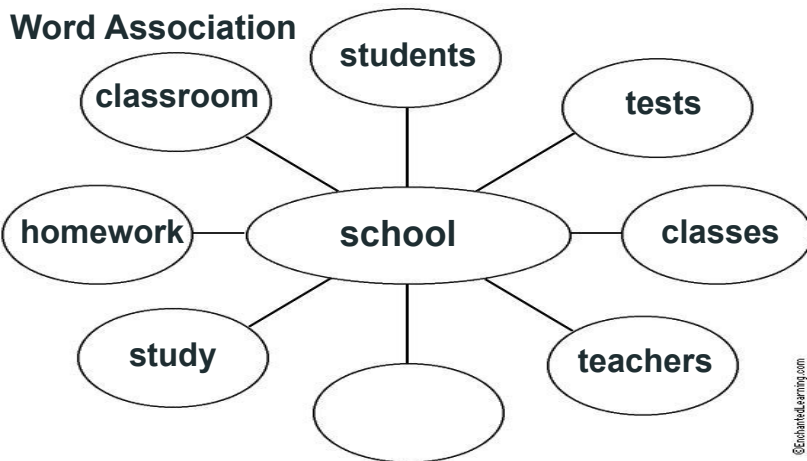 Word Association
students
classroom
tests
homework
school
classes
study
teachers
©EnchantedLearning.com